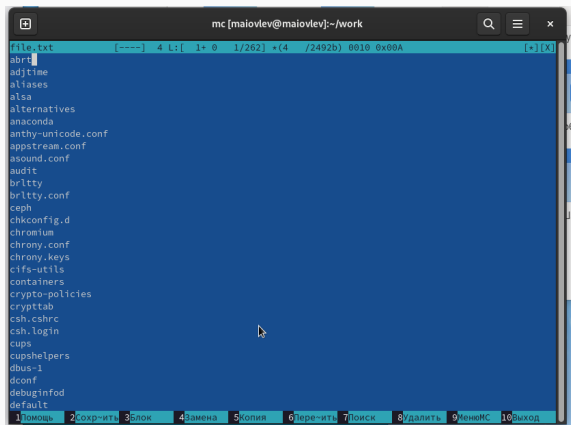 mc [maiovlev@maiovlev]:~/work
file.txt [----] 4 L:[ 1+ 0 1/262] *(4 /2492b) 0010 0x00A [*][X]
abrt
adjtime
aliases
alsa
alternatives
anaconda
anthy-unicode.conf
appstream.conf
asound.conf
audit
brltty
brltty.conf
ceph
chkconfig.d
chromium
chrony.conf
chrony.keys
cifs-utils
containers
crypto-policies
crypttab
csh.cshrc
csh.login
cups
cupshelpers
dbus-1
dconf
debuginfod
default
1Помощь 2Сохр~ить 3Блок 4Замена 5Копия 6Пере~ить 7Поиск 8Удалить 9МенюMC 10Выход